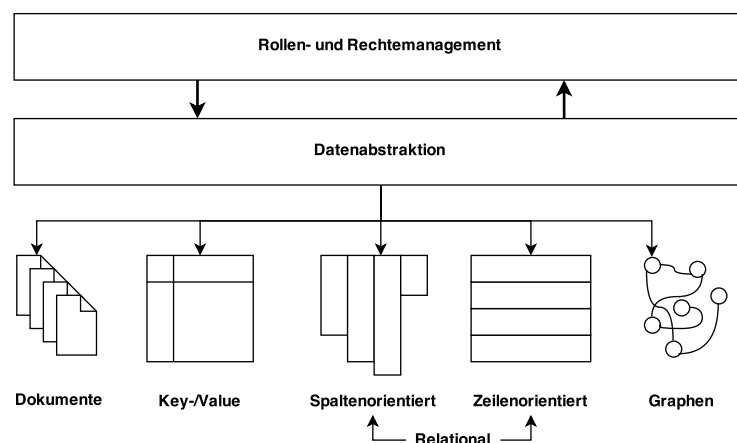 Rollen- und Rechtemanagement
Datenabstraktion
Dokumente
Key-/Value
Spaltenorientiert
Zeilenorientiert
Graphen
Relational